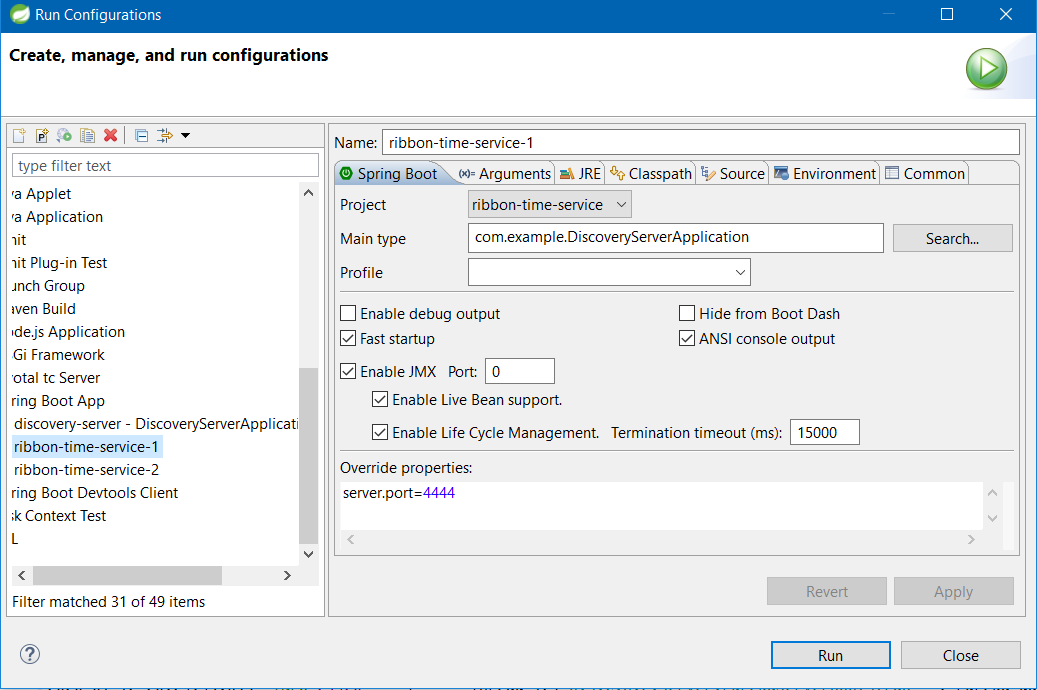 Run Configurations
Create, manage, and run configurations
type filter text
va Applet
va Application
nit
nit Plug-in Test
unch Group
aven Build
ode.js Application
Gi Framework
votal tc Server
ring Boot App
discovery-server - DiscoveryServerApplicati
ribbon-time-service-1
ribbon-time-service-2
ring Boot Devtools Client
sk Context Test
L
Filter matched 31 of 49 items
Name: ribbon-time-service-1
Spring Boot (x)= Arguments JRE Classpath Source Environment Common
Project ribbon-time-service
Main type com.example.DiscoveryServerApplication Search...
Profile
Enable debug output Hide from Boot Dash
Fast startup ANSI console output
Enable JMX Port: 0
Enable Live Bean support.
Enable Life Cycle Management. Termination timeout (ms): 15000
Override properties:
server.port=4444
Revert Apply
? Run Close